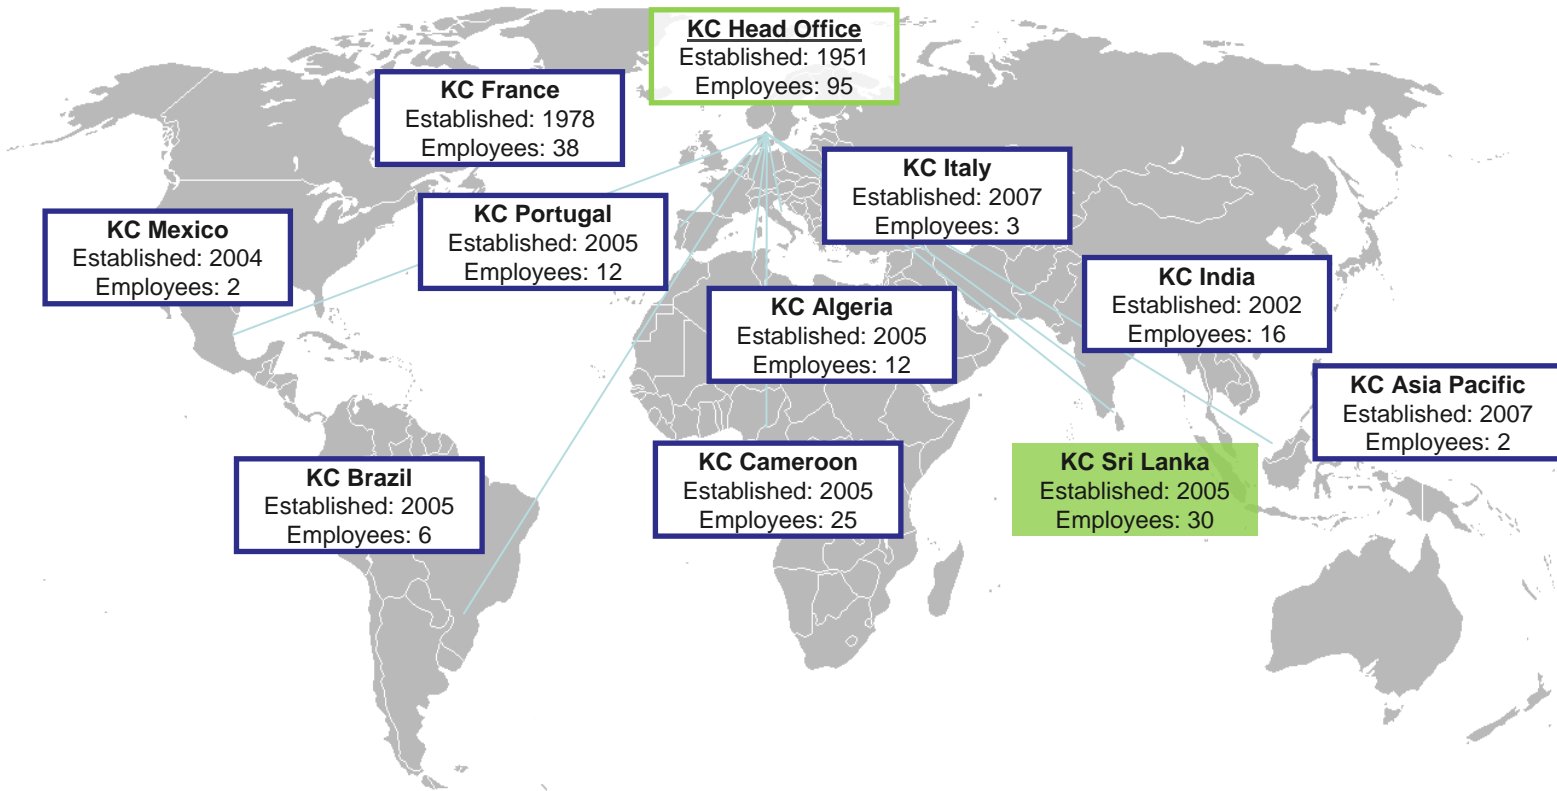 KC Head Office
Established: 1951
Employees: 95
KC France
Established: 1978
Employees: 38
KC Italy
Established: 2007
Employees: 3
KC Portugal
Established: 2005
Employees: 12
KC Mexico
Established: 2004
Employees: 2
KC India
Established: 2002
Employees: 16
KC Algeria
Established: 2005
Employees: 12
KC Asia Pacific
Established: 2007
Employees: 2
KC Brazil
Established: 2005
Employees: 6
KC Cameroon
Established: 2005
Employees: 25
KC Sri Lanka
Established: 2005
Employees: 30